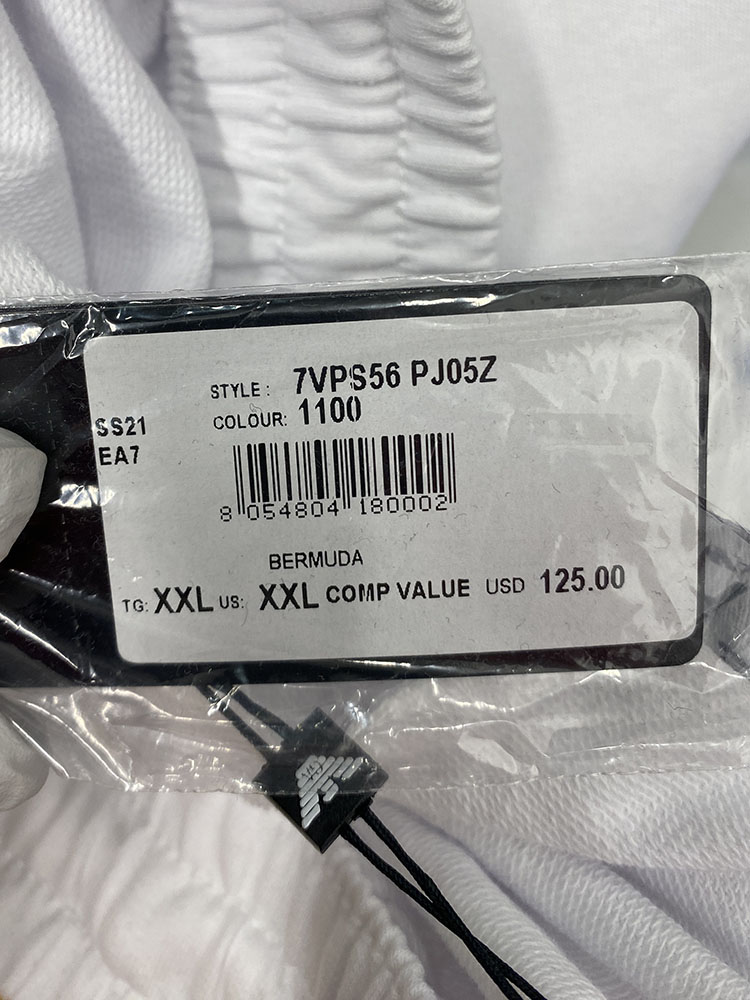 STYLE: 7VPS56 PJ05Z
SS21 COLOUR: 1100
EA7
8 054804 180002
BERMUDA
TG: XXL US: XXL COMP VALUE USD 125.00